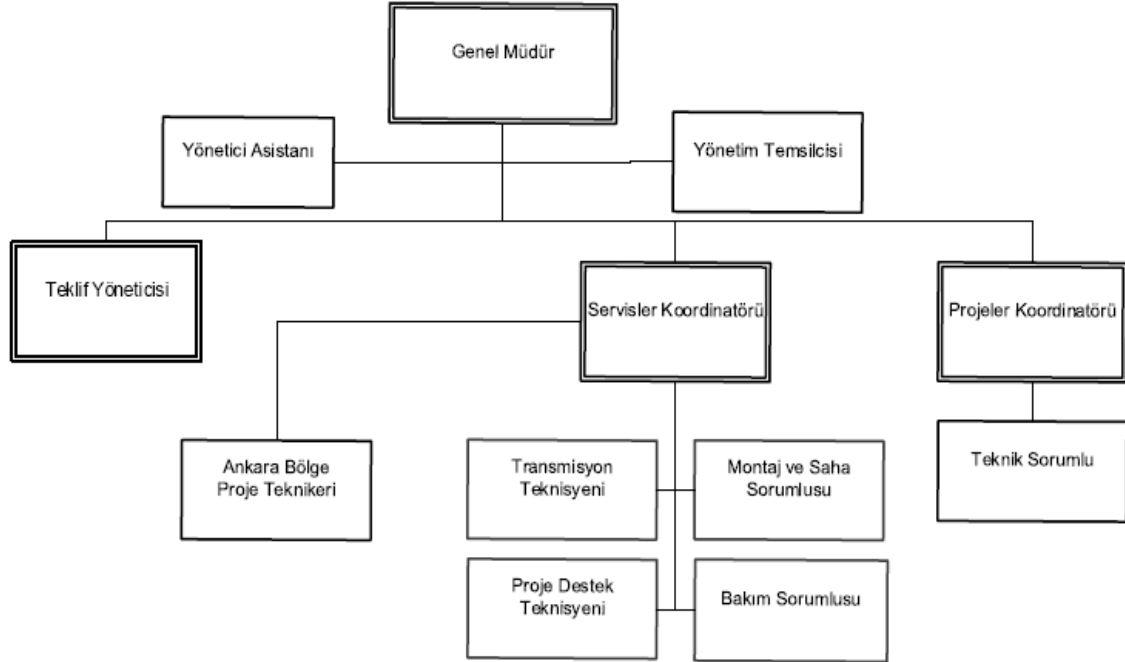 Genel Müdür
Yönetici Asistanı
Yönetim Temsilcisi
Teklif Yöneticisi
Servisler Koordinatörü
Projeler Koordinatörü
Ankara Bölge
Proje Teknikeri
Transmisyon
Teknisyeni
Montaj ve Saha
Sorumlusu
Teknik Sorumlu
Proje Destek
Teknisyeni
Bakım Sorumlusu